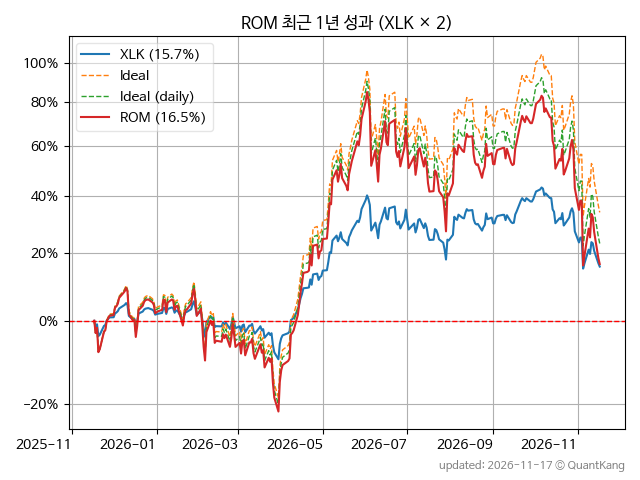 ROM 최근 1년 성과 (XLK × 2)
XLK (15.7%)
Ideal
Ideal (daily)
ROM (16.5%)
100%
80%
60%
40%
20%
0%
−20%
2025-11
2026-01
2026-03
2026-05
2026-07
2026-09
2026-11
updated: 2026-11-17 © QuantKang